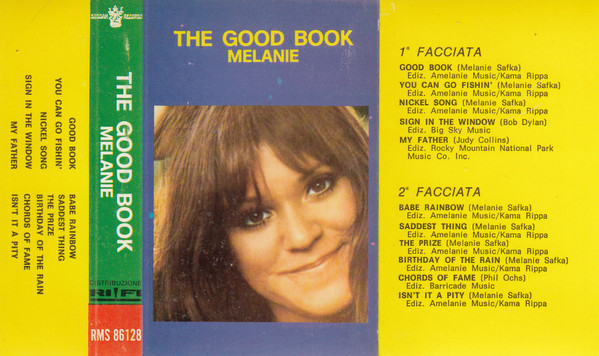 GOOD BOOK
YOU CAN GO FISHIN'
NICKEL SONG
SIGN IN THE WINDOW
MY FATHER
BABE RAINBOW
SADDEST THING
THE PRIZE
BIRTHDAY OF THE RAIN
CHORDS OF FAME
ISN'T IT A PITY
THE GOOD BOOK
MELANIE
DISTRIBUZIONE
RI-FI
RMS 86128
THE GOOD BOOK
MELANIE
1ª FACCIATA
GOOD BOOK (Melanie Safka)
Ediz. Amelanie Music/Kama Rippa
YOU CAN GO FISHIN' (Melanie Safka)
Ediz. Amelanie Music/Kama Rippa
NICKEL SONG (Melanie Safka)
Ediz. Amelanie Music/Kama Rippa
SIGN IN THE WINDOW (Bob Dylan)
Ediz. Big Sky Music
MY FATHER (Judy Collins)
Ediz. Rocky Mountain National Park
Music Co. Inc.
2ª FACCIATA
BABE RAINBOW (Melanie Safka)
Ediz. Amelanie Music/Kama Rippa
SADDEST THING (Melanie Safka)
Ediz. Amelanie Music/Kama Rippa
THE PRIZE (Melanie Safka)
Ediz. Amelanie Music/Kama Rippa
BIRTHDAY OF THE RAIN (Melanie Safka)
Ediz. Amelanie Music/Kama Rippa
CHORDS OF FAME (Phil Ochs)
Ediz. Barricade Music
ISN'T IT A PITY (Melanie Safka)
Ediz. Amelanie Music/Kama Rippa